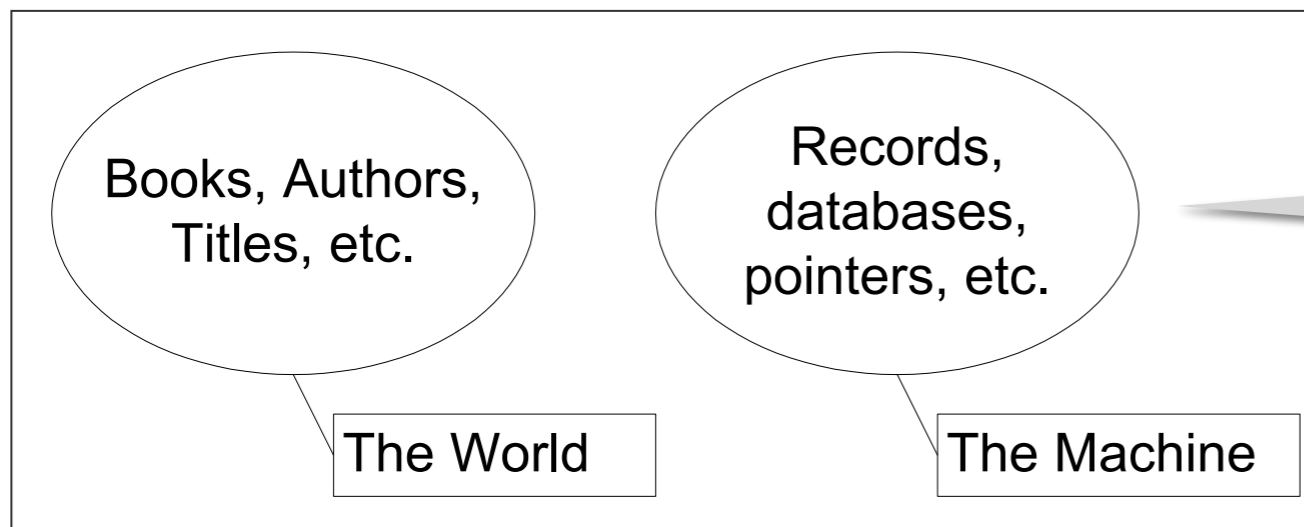 Books, Authors,
Titles, etc.
Records,
databases,
pointers, etc.
The World
The Machine